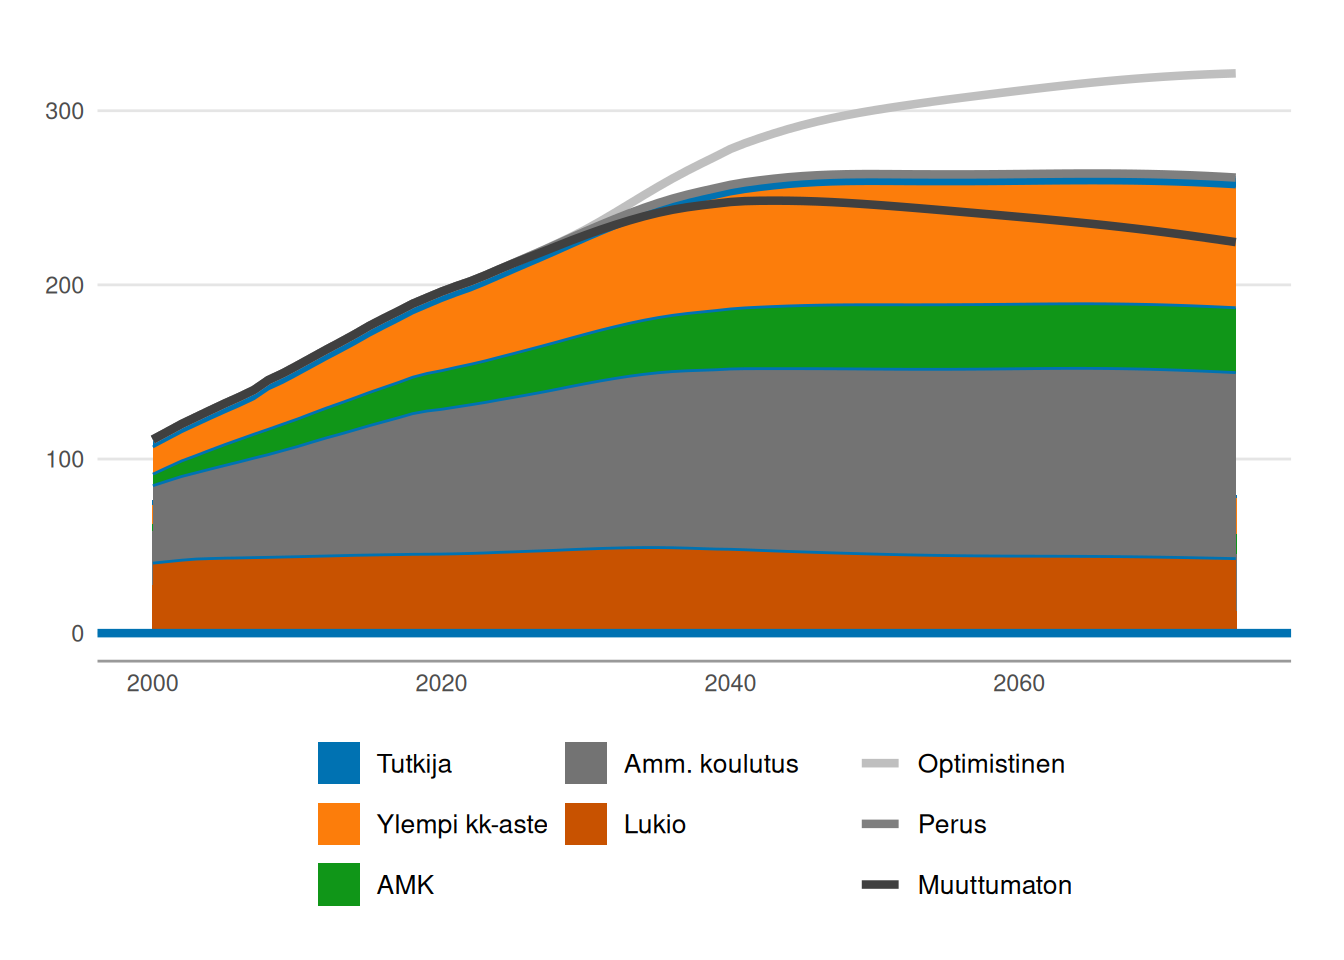 300
200
100
0
2000 2020 2040 2060
Tutkija Amm. koulutus Optimistinen
Ylempi kk-aste Lukio Perus
AMK Muuttumaton